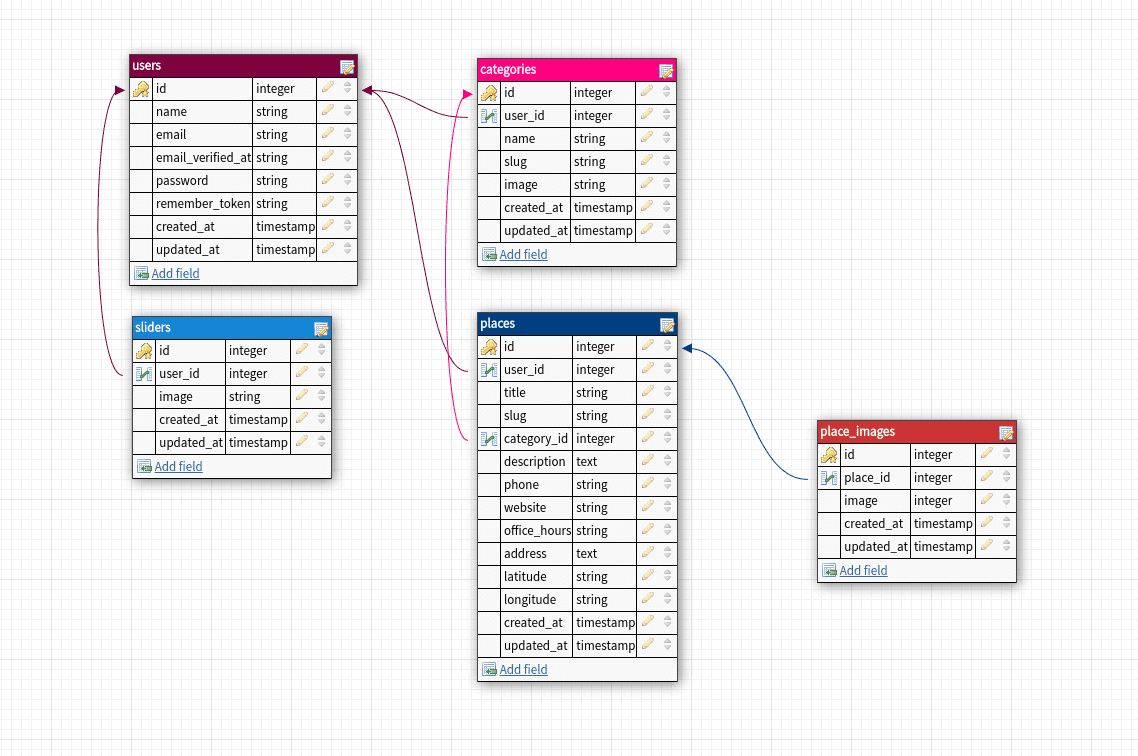 users
id integer
name string
email string
email_verified_at string
password string
remember_token string
created_at timestamp
updated_at timestamp
Add field
categories
id integer
user_id integer
name string
slug string
image string
created_at timestamp
updated_at timestamp
Add field
sliders
id integer
user_id integer
image string
created_at timestamp
updated_at timestamp
Add field
places
id integer
user_id integer
title string
slug string
category_id integer
description text
phone string
website string
office_hours string
address text
latitude string
longitude string
created_at timestamp
updated_at timestamp
Add field
place_images
id integer
place_id integer
image integer
created_at timestamp
updated_at timestamp
Add field